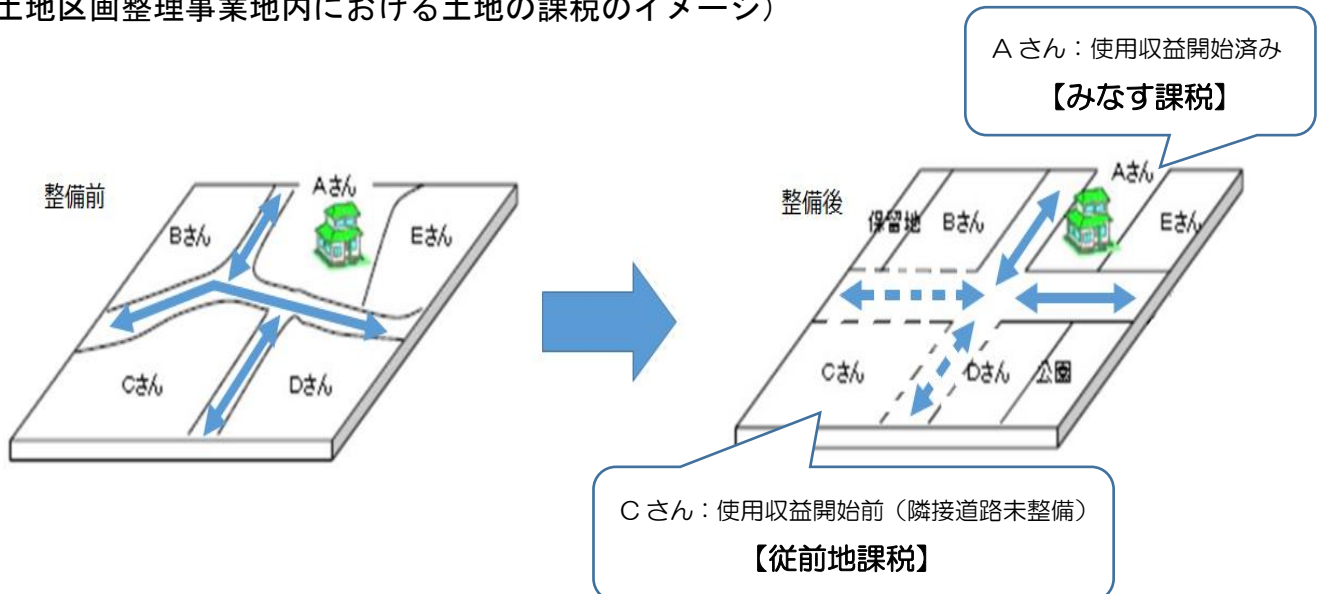 土地区画整理事業地内における土地の課税のイメージ）
Aさん：使用収益開始済み
【みなす課税】
整備前
Aさん
Bさん
Eさん
Cさん
Dさん
整備後
Aさん
保留地
Bさん
Eさん
Cさん
Dさん
公園
Cさん：使用収益開始前（隣接道路未整備）
【従前地課税】